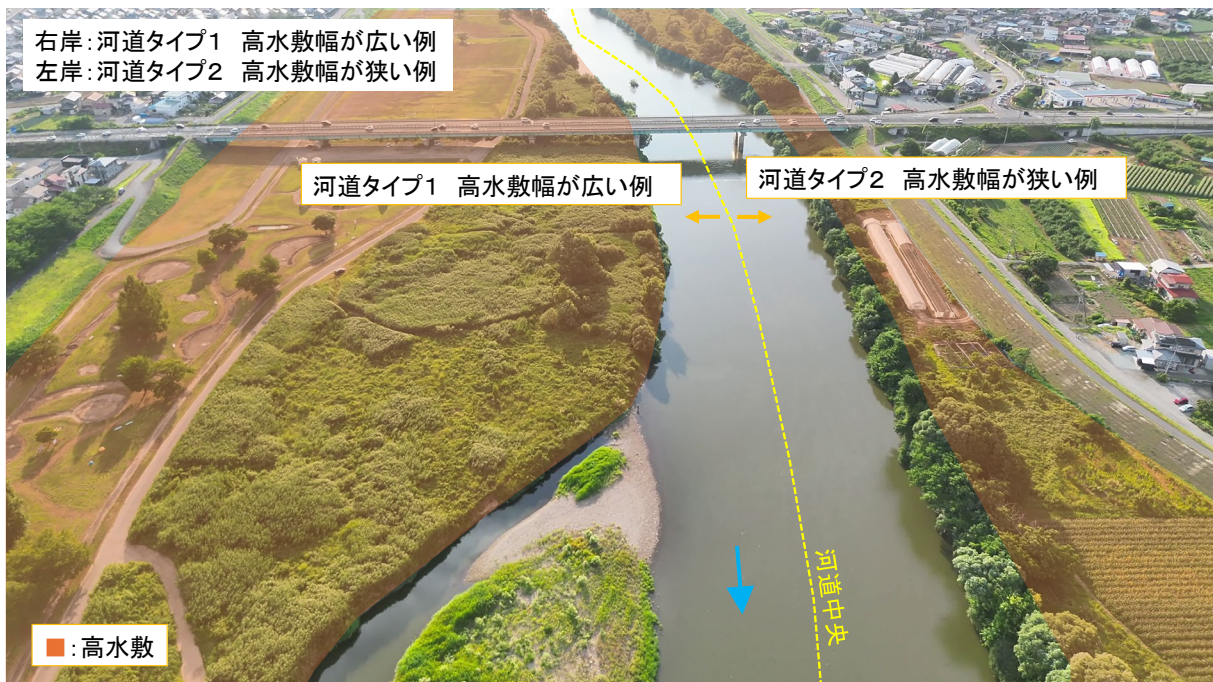 右岸：河道タイプ１　高水敷幅が広い例
左岸：河道タイプ２　高水敷幅が狭い例
河道タイプ１　高水敷幅が広い例
河道タイプ２　高水敷幅が狭い例
河道中央
■：高水敷